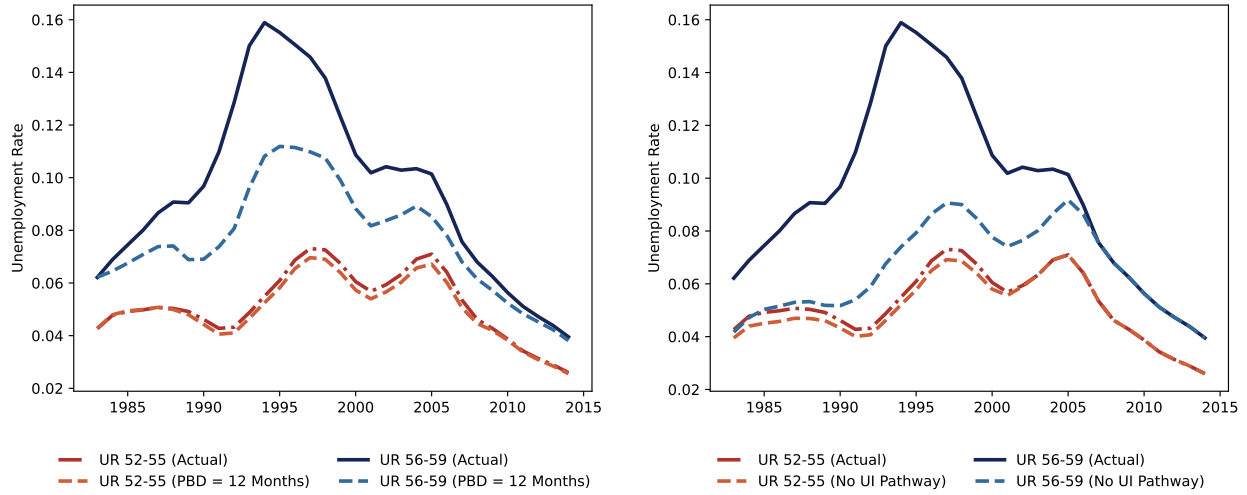 0.16
0.14
0.12
0.10
0.08
0.06
0.04
0.02
Unemployment Rate
1985 1990 1995 2000 2005 2010 2015
UR 52-55 (Actual) UR 56-59 (Actual)
UR 52-55 (PBD = 12 Months) UR 56-59 (PBD = 12 Months)
0.16
0.14
0.12
0.10
0.08
0.06
0.04
0.02
Unemployment Rate
1985 1990 1995 2000 2005 2010 2015
UR 52-55 (Actual) UR 56-59 (Actual)
UR 52-55 (No UI Pathway) UR 56-59 (No UI Pathway)